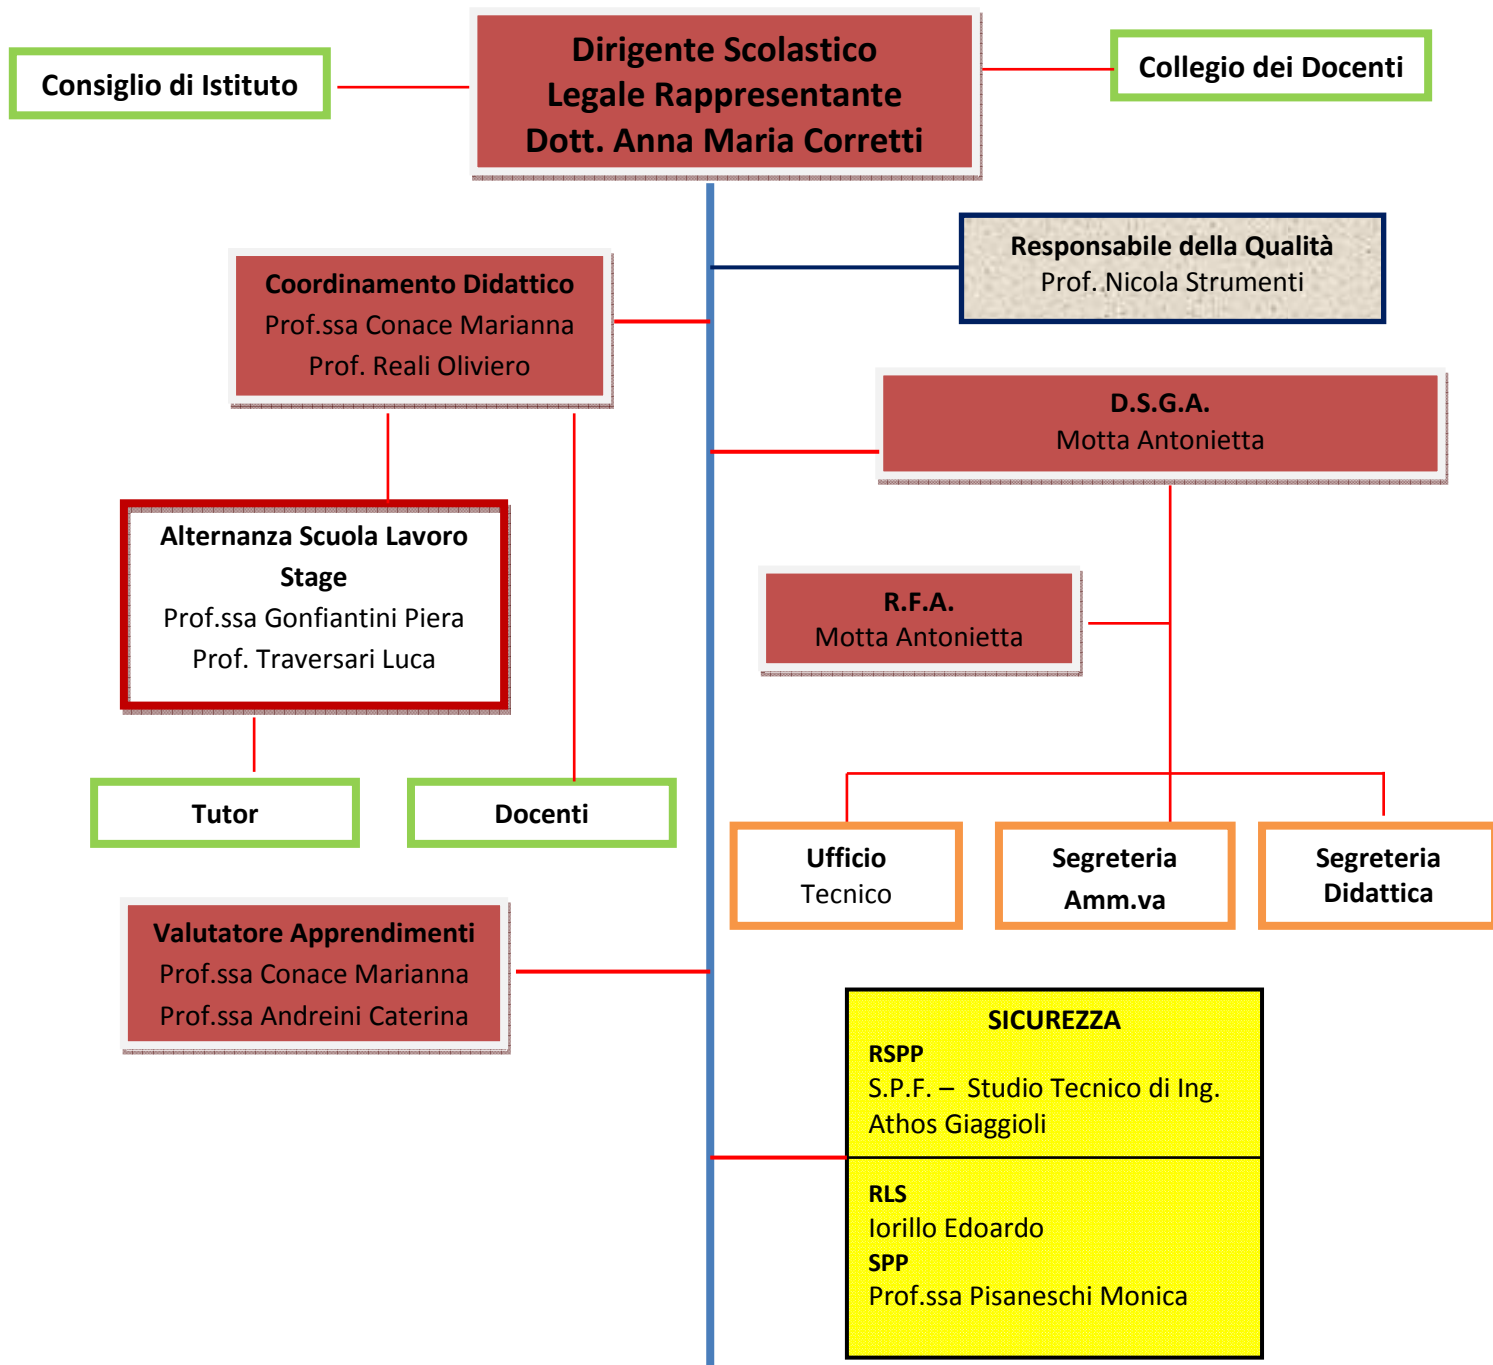 Dirigente Scolastico
Legale Rappresentante
Dott. Anna Maria Corretti
Consiglio di Istituto
Collegio dei Docenti
Responsabile della Qualità
Prof. Nicola Strumenti
Coordinamento Didattico
Prof.ssa Conace Marianna
Prof. Reali Oliviero
D.S.G.A.
Motta Antonietta
Alternanza Scuola Lavoro
Stage
Prof.ssa Gonfiantini Piera
Prof. Traversari Luca
R.F.A.
Motta Antonietta
Tutor
Docenti
Ufficio
Tecnico
Segreteria
Amm.va
Segreteria
Didattica
Valutatore Apprendimenti
Prof.ssa Conace Marianna
Prof.ssa Andreini Caterina
SICUREZZA
RSPP
S.P.F. – Studio Tecnico di Ing.
Athos Giaggioli
RLS
Iorillo Edoardo
SPP
Prof.ssa Pisaneschi Monica